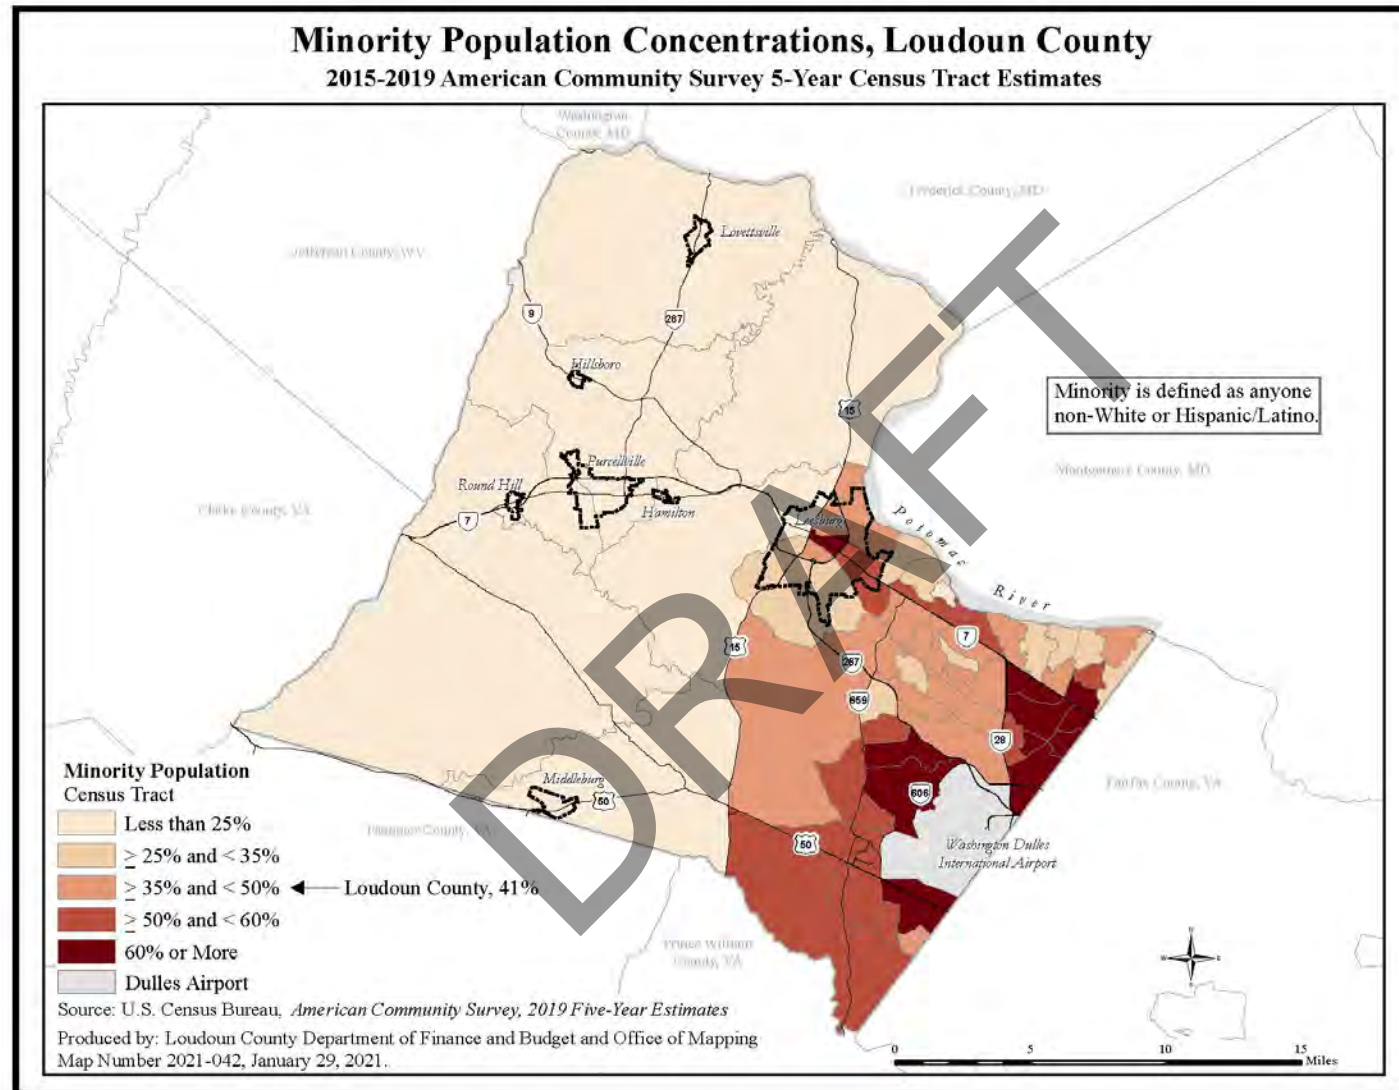 Minority Population Concentrations, Loudoun County
2015-2019 American Community Survey 5-Year Census Tract Estimates
Washington
County, MD
Frederick County, MD
Jefferson County, WV
Lovettsville
9
287
Hillsboro
15
Minority is defined as anyone
non-White or Hispanic/Latino.
Montgomery County, MD
Purcellville
Round Hill
Hamilton
Clarke County, VA
7
Leesburg
Potomac River
7
15
267
659
28
606
Fairfax County, VA
Middleburg
50
Fauquier County, VA
50
Washington Dulles
International Airport
Prince William
County, VA
DRAFT
Minority Population
Census Tract
Less than 25%
≥ 25% and < 35%
≥ 35% and < 50% ← Loudoun County, 41%
≥ 50% and < 60%
60% or More
Dulles Airport
Source: U.S. Census Bureau, American Community Survey, 2019 Five-Year Estimates
Produced by: Loudoun County Department of Finance and Budget and Office of Mapping
Map Number 2021-042, January 29, 2021.
N
W E
S
0 5 10 15
Miles